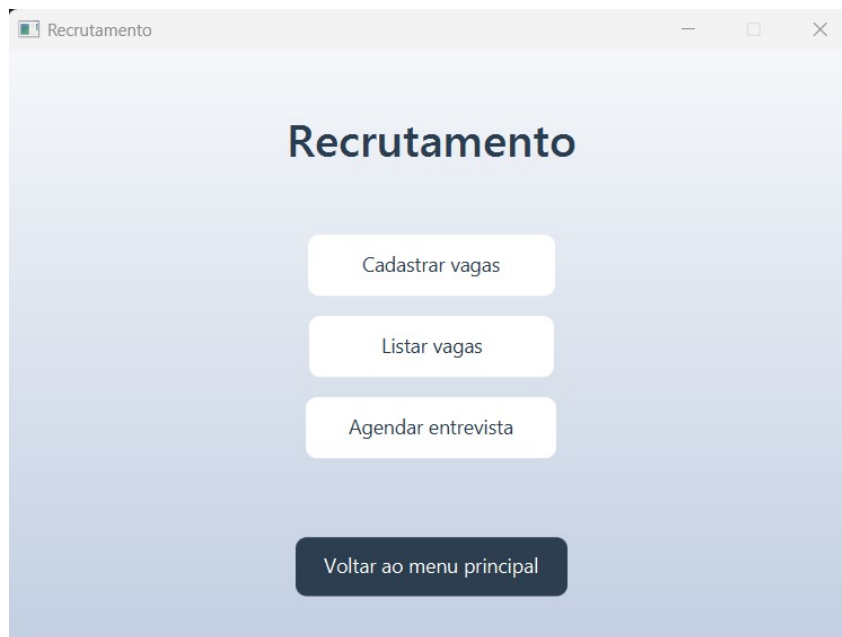 Recrutamento
Recrutamento
Cadastrar vagas
Listar vagas
Agendar entrevista
Voltar ao menu principal